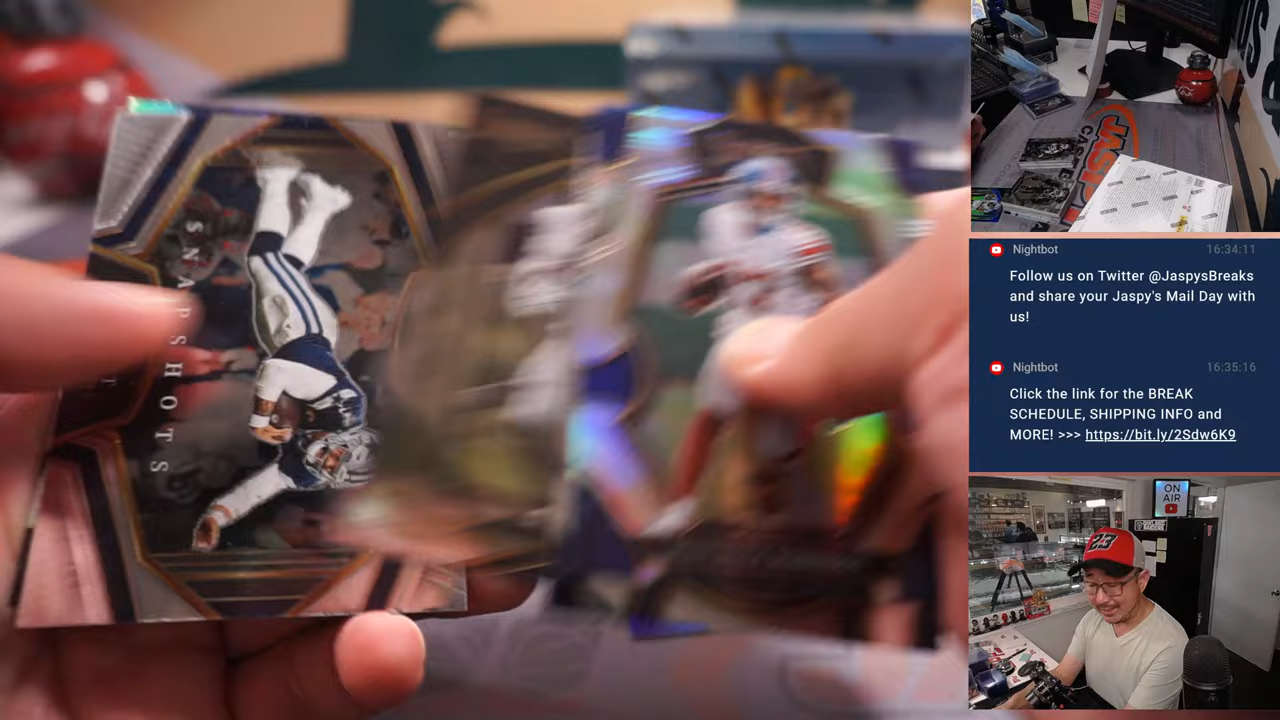 SNAPSHOTS
JASPY
CA
Nightbot 16:34:11
Follow us on Twitter @JaspysBreaks
and share your Jaspy's Mail Day with
us!
Nightbot 16:35:16
Click the link for the BREAK
SCHEDULE, SHIPPING INFO and
MORE! >>> https://bit.ly/2Sdw6K9
ON
AIR
23